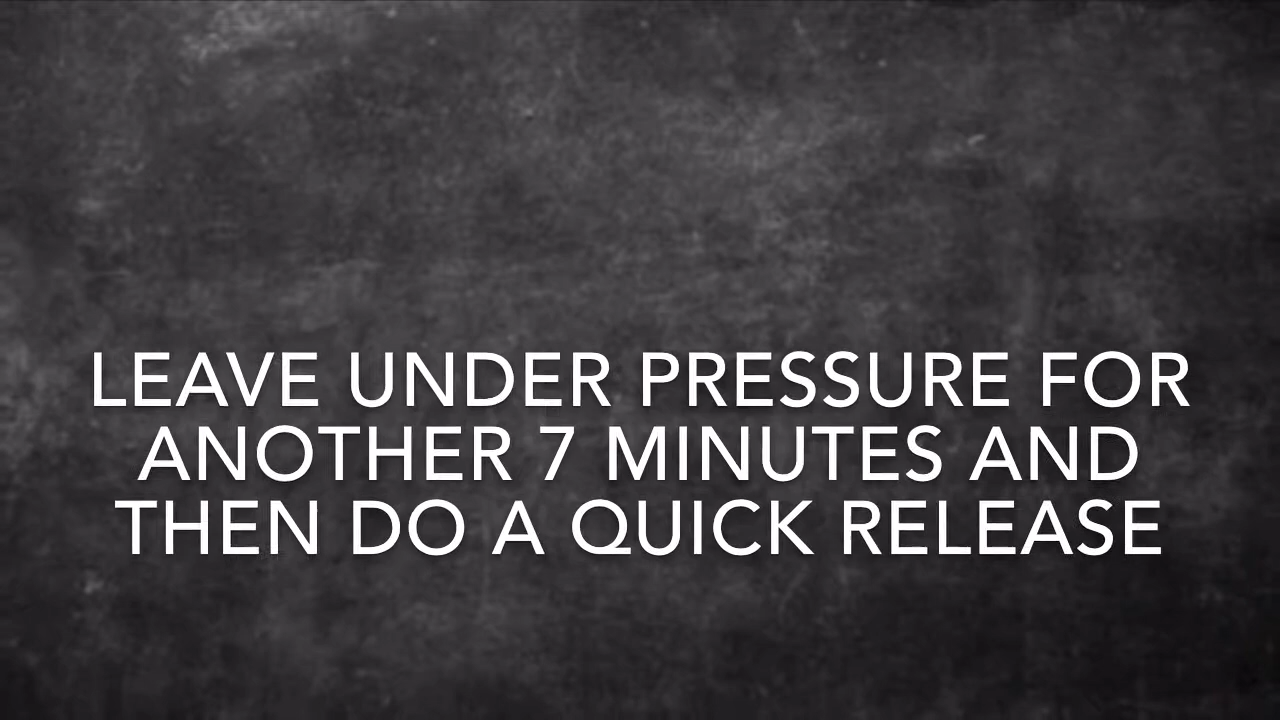 LEAVE UNDER PRESSURE FOR
ANOTHER 7 MINUTES AND
THEN DO A QUICK RELEASE